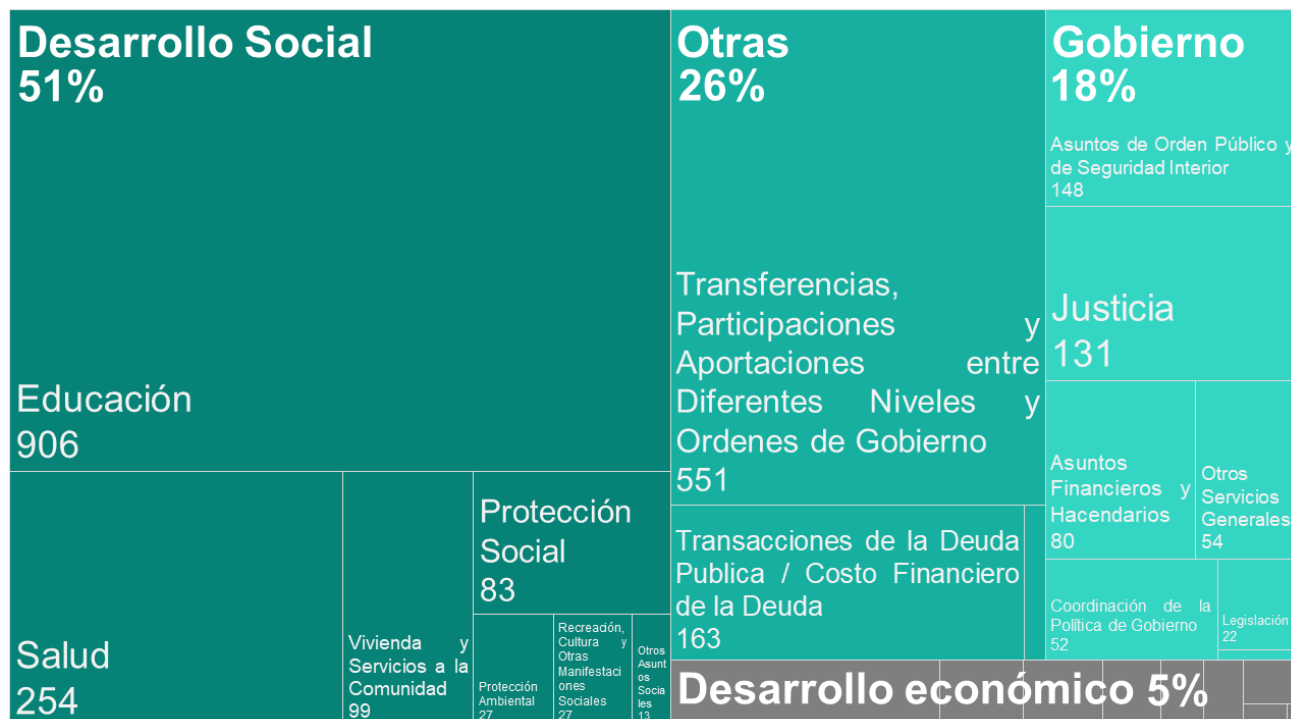 Desarrollo Social
51%
Educación
906
Salud
254
Vivienda y
Servicios a la
Comunidad
99
Protección
Social
83
Protección
Ambiental
27
Recreación,
Cultura y
Otras
Manifestaci
ones
Sociales
27
Otros
Asunt
os
Socia
les
13
Otras
26%
Transferencias,
Participaciones y
Aportaciones entre
Diferentes Niveles y
Ordenes de Gobierno
551
Transacciones de la Deuda
Publica / Costo Financiero
de la Deuda
163
Gobierno
18%
Asuntos de Orden Público y
de Seguridad Interior
148
Justicia
131
Asuntos
Financieros y
Hacendarios
80
Otros
Servicios
Generales
54
Coordinación de la
Política de Gobierno
52
Legislación
22
Desarrollo económico 5%